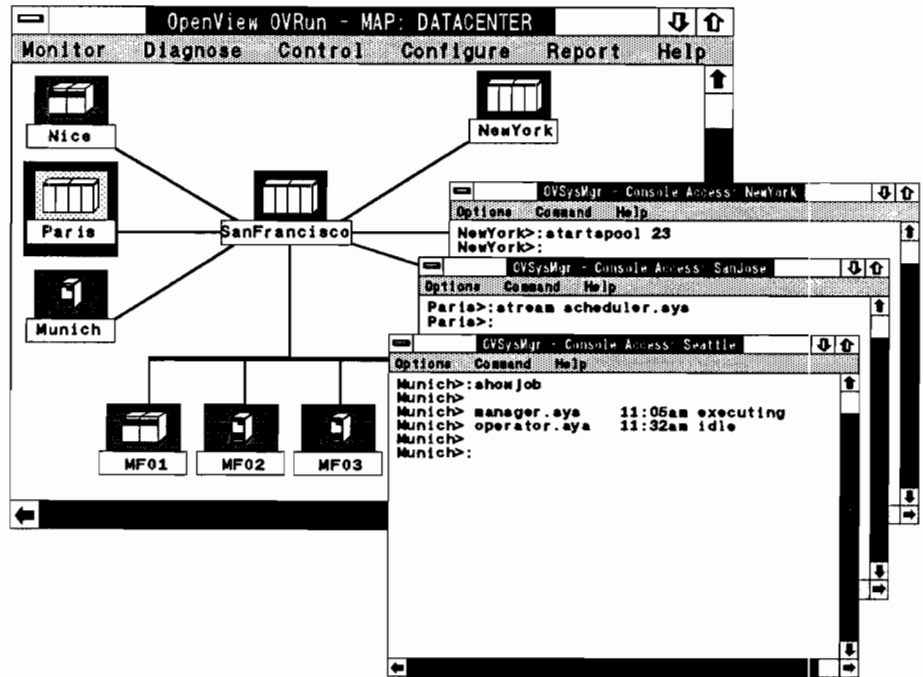 OpenView OVRun - MAP: DATACENTER
Monitor Diagnose Control Configure Report Help
Nice
NewYork
Paris
SanFrancisco
Munich
MF01 MF02 MF03
OVSysMgr - Console Access: NewYork
Options Command Help
NewYork>:startspool 23
NewYork>:
OVSysMgr - Console Access: SanJose
Options Command Help
Paris>:stream scheduler.sys
Paris>:
OVSysMgr - Console Access: Seattle
Options Command Help
Munich>:showjob
Munich>
Munich> manager.sys 11:05am executing
Munich> operator.sys 11:32am idle
Munich>
Munich>: